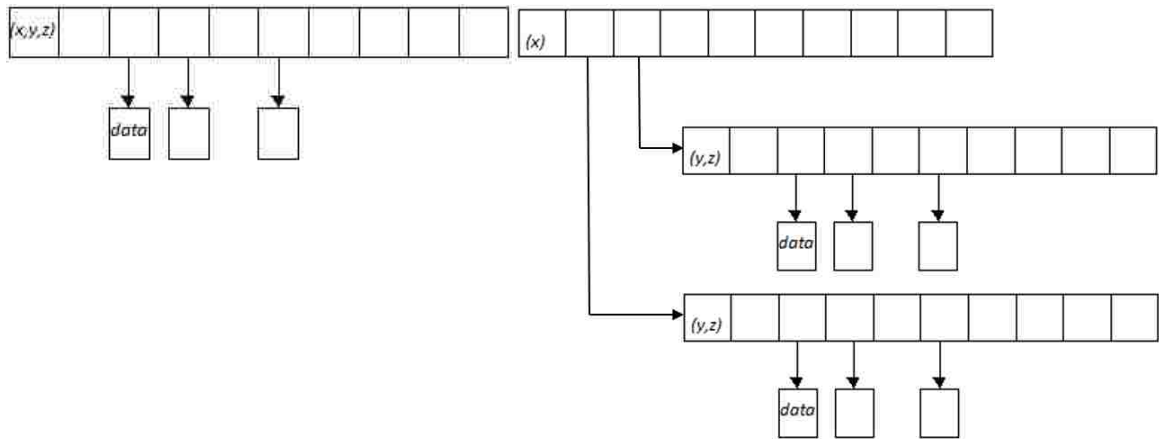 (x,y,z)
data
(x)
(y,z)
data
(y,z)
data